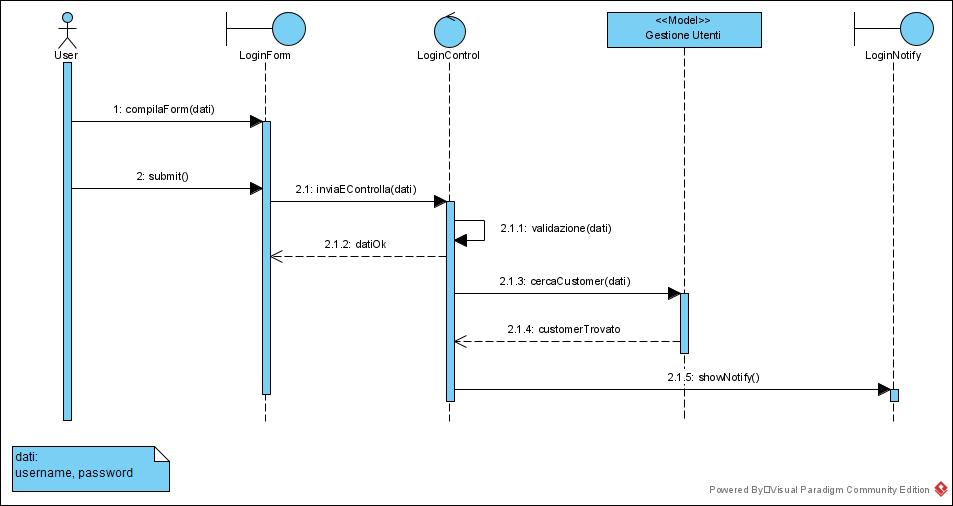 <<Model>>
Gestione Utenti
User
LoginForm
LoginControl
LoginNotify
1: compilaForm(dati)
2: submit()
2.1: inviaEControlla(dati)
2.1.1: validazione(dati)
2.1.2: datiOk
2.1.3: cercaCustomer(dati)
2.1.4: customerTrovato
2.1.5: showNotify()
dati:
username, password
Powered By Visual Paradigm Community Edition